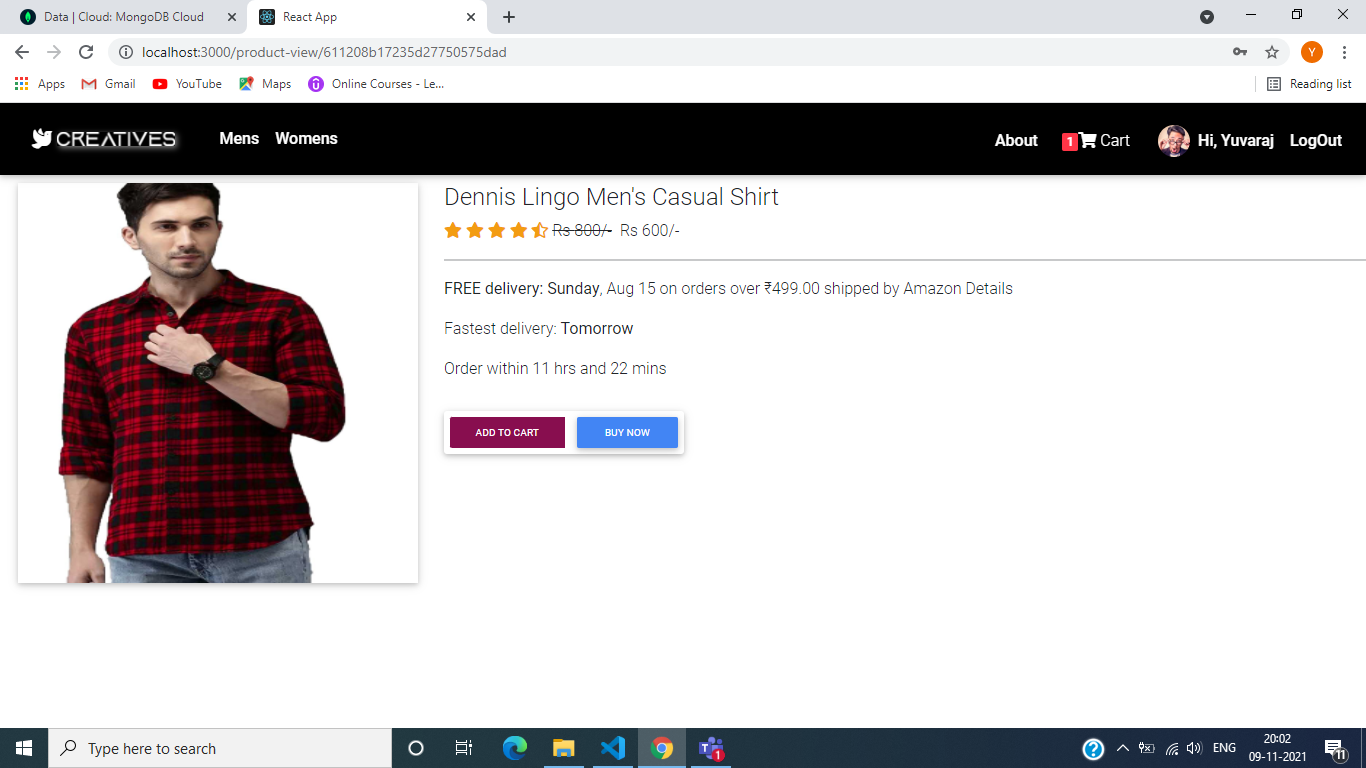 Data | Cloud: MongoDB Cloud
React App
localhost:3000/product-view/611208b17235d27750575dad
Y
Apps
Gmail
YouTube
Maps
Online Courses - Le...
Reading list
CREATIVES
Mens
Womens
About
1
Cart
Hi, Yuvaraj
LogOut
Dennis Lingo Men's Casual Shirt
Rs 800/- Rs 600/-
FREE delivery: Sunday, Aug 15 on orders over ₹499.00 shipped by Amazon Details
Fastest delivery: Tomorrow
Order within 11 hrs and 22 mins
ADD TO CART
BUY NOW
Type here to search
1
ENG
20:02
09-11-2021
11